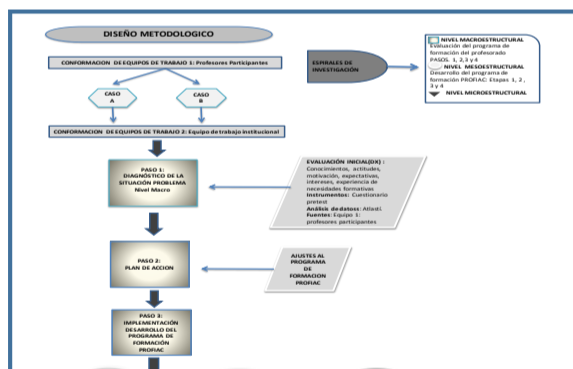 DISEÑO METODOLOGICO
CONFORMACION DE EQUIPOS DE TRABAJO 1: Profesores Participantes
ESPIRALES DE
INVESTIGACIÓN
NIVEL MACROESTRUCTURAL
Evaluación del programa de
formación del profesorado
PASOS. 1, 2,3 y 4
NIVEL MESOESTRUCTURAL
Desarrollo del programa de
formación PROFIAC: Etapas 1, 2 ,
3 y 4
NIVEL MICROESTRUCTURAL
CASO
A
CASO
B
CONFORMACION DE EQUIPOS DE TRABAJO 2: Equipo de trabajo institucional
PASO 1:
DIAGNÓSTICO DE LA
SITUACIÓN PROBLEMA
Nivel Macro
EVALUACIÓN INICIAL(DX) :
Conocimientos, actitudes,
motivación, expectativas,
intereses, experiencia de
necesidades formativas
Instrumentos: Cuestionario
pretest
Análisis de datos: Atlasti.
Fuentes: Equipo 1:
profesores participantes
PASO 2:
PLAN DE ACCION
AJUSTES AL
PROGRAMA
DE
FORMACION
PROFIAC
PASO 3:
IMPLEMENTACIÓN
DESARROLLO DEL
PROGRAMA DE
FORMACIÓN
PROFIAC